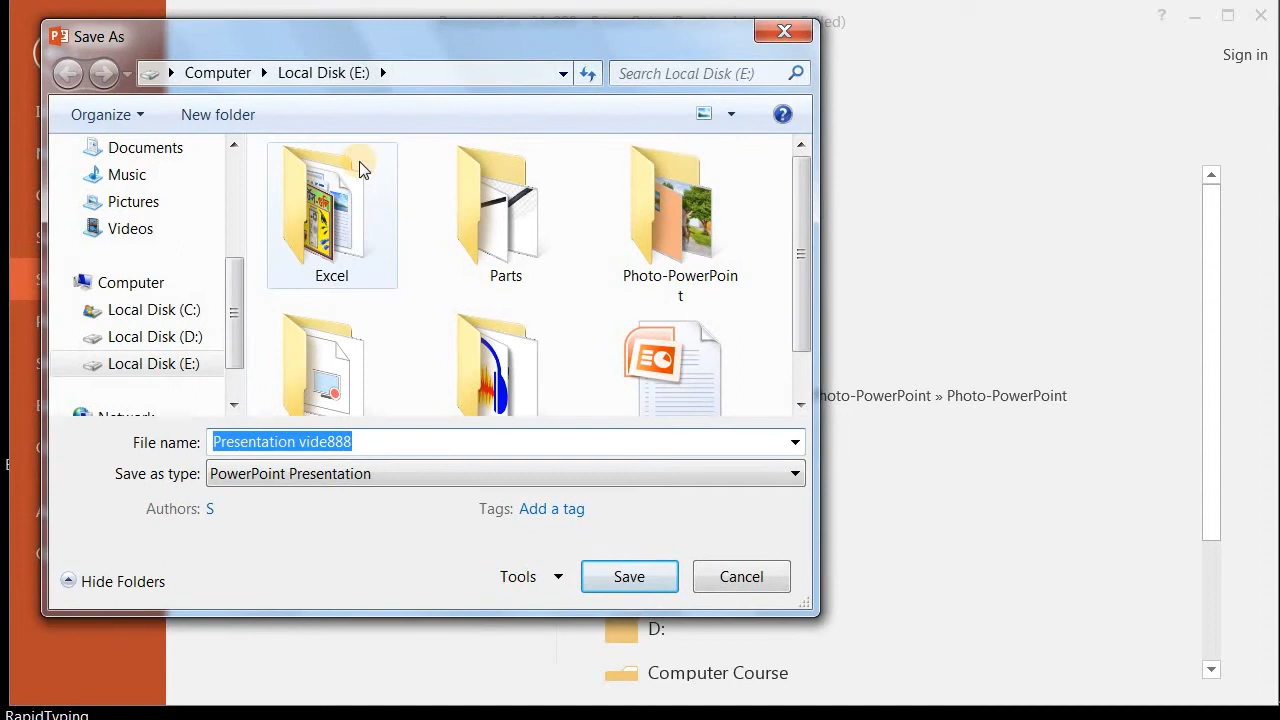 Save As
Sign in
Computer
Local Disk (E:)
Search Local Disk (E:)
Organize
New folder
Documents
Music
Pictures
Videos
Computer
Local Disk (C:)
Local Disk (D:)
Local Disk (E:)
Network
Excel
Parts
Photo-PowerPoin
t
hoto-PowerPoint » Photo-PowerPoint
File name:
Presentation vide888
Save as type:
PowerPoint Presentation
Authors: S
Tags: Add a tag
Hide Folders
Tools
Save
Cancel
D:
Computer Course
RapidTyping